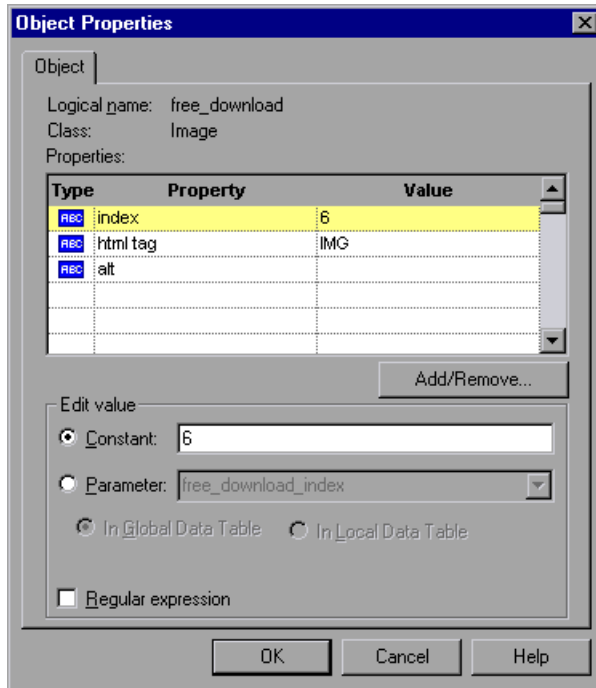 Object Properties
Object
Logical name: free_download
Class: Image
Properties:
Type Property Value
ABC index 6
ABC html tag IMG
ABC alt
Add/Remove...
Edit value
Constant: 6
Parameter: free_download_index
In Global Data Table In Local Data Table
Regular expression
OK Cancel Help